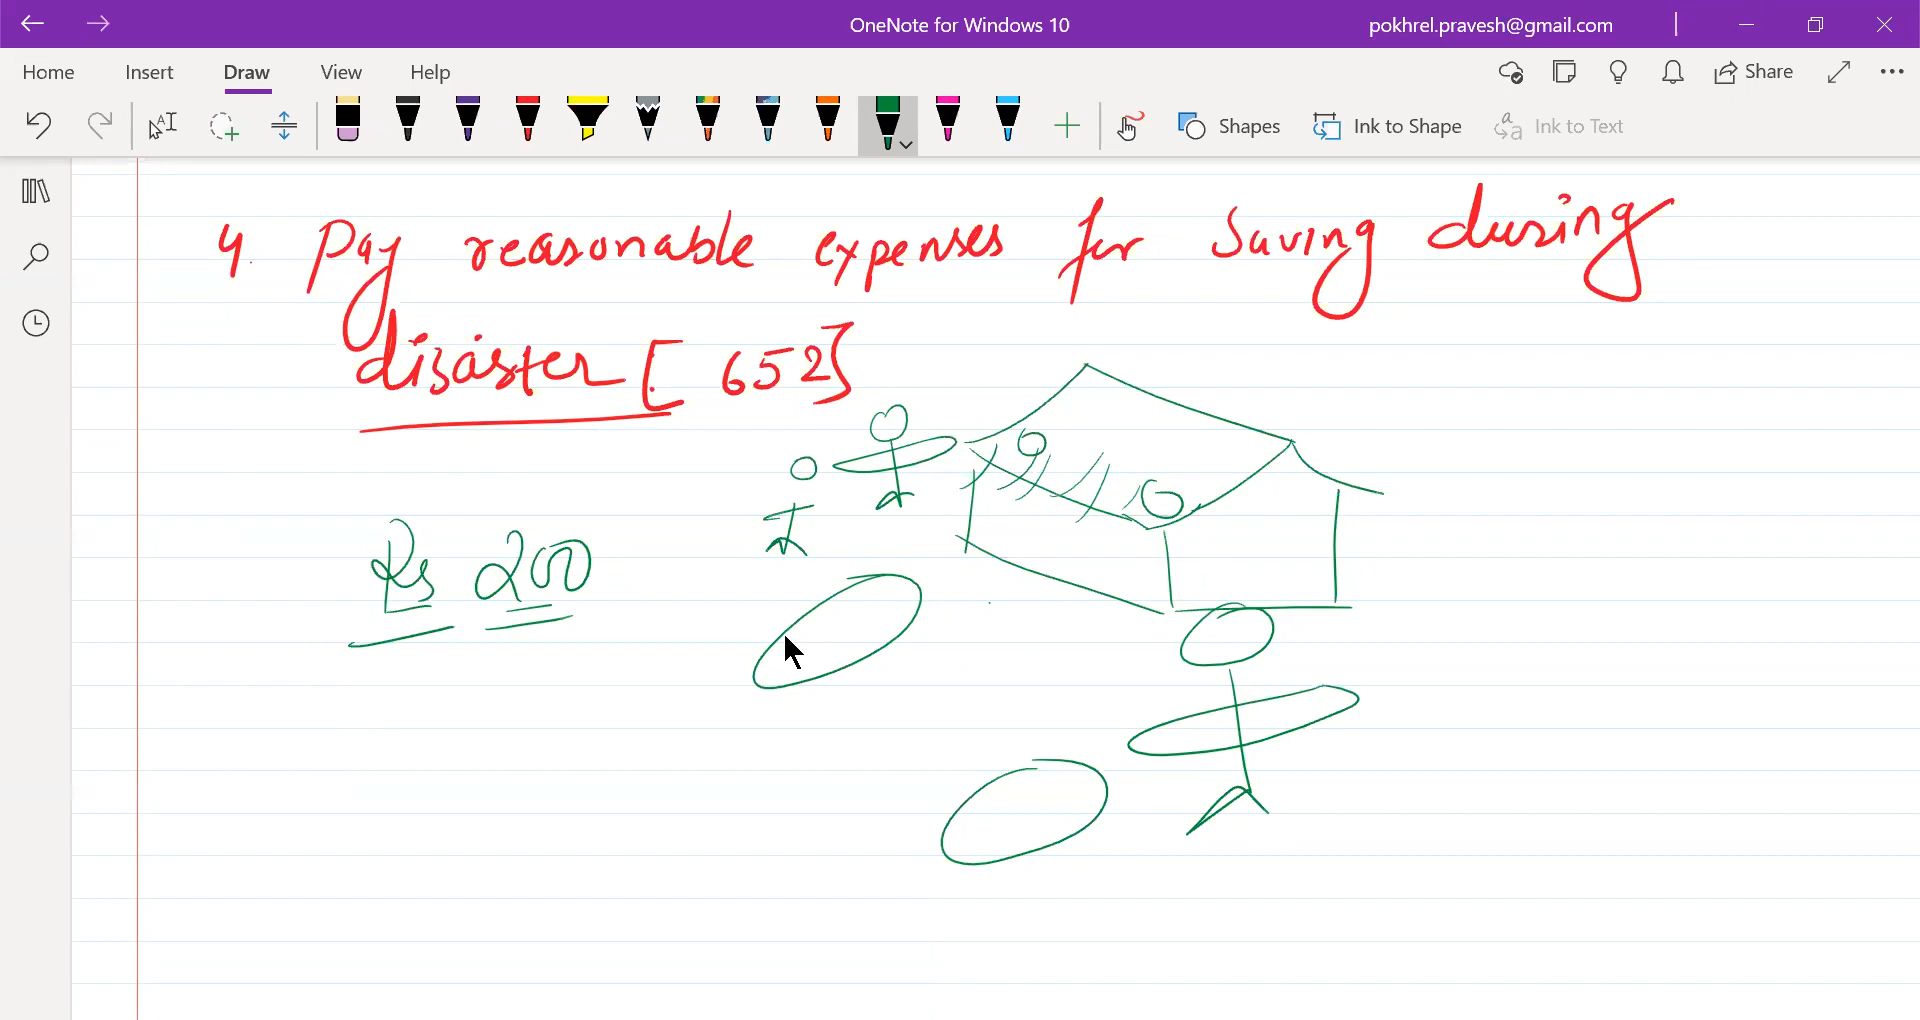 OneNote for Windows 10
pokhrel.pravesh@gmail.com
Home Insert Draw View Help
Share
Shapes Ink to Shape Ink to Text
4. Pay reasonable expenses for Saving during
disaster [652]
Rs 200